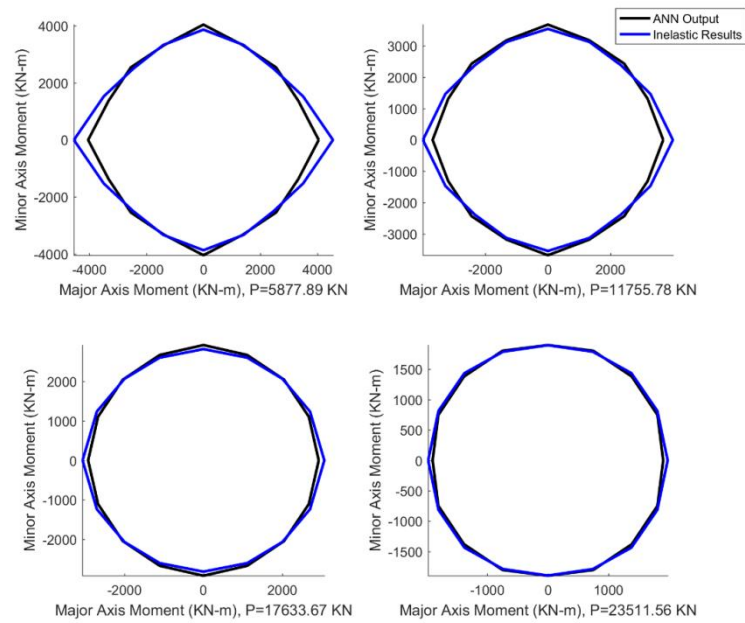 ANN Output
Inelastic Results
4000
2000
0
-2000
-4000
Minor Axis Moment (KN-m)
-4000 -2000 0 2000 4000
Major Axis Moment (KN-m), P=5877.89 KN
3000
2000
1000
0
-1000
-2000
-3000
Minor Axis Moment (KN-m)
-2000 0 2000
Major Axis Moment (KN-m), P=11755.78 KN
2000
1000
0
-1000
-2000
Minor Axis Moment (KN-m)
-2000 0 2000
Major Axis Moment (KN-m), P=17633.67 KN
1500
1000
500
0
-500
-1000
-1500
Minor Axis Moment (KN-m)
-1000 0 1000
Major Axis Moment (KN-m), P=23511.56 KN